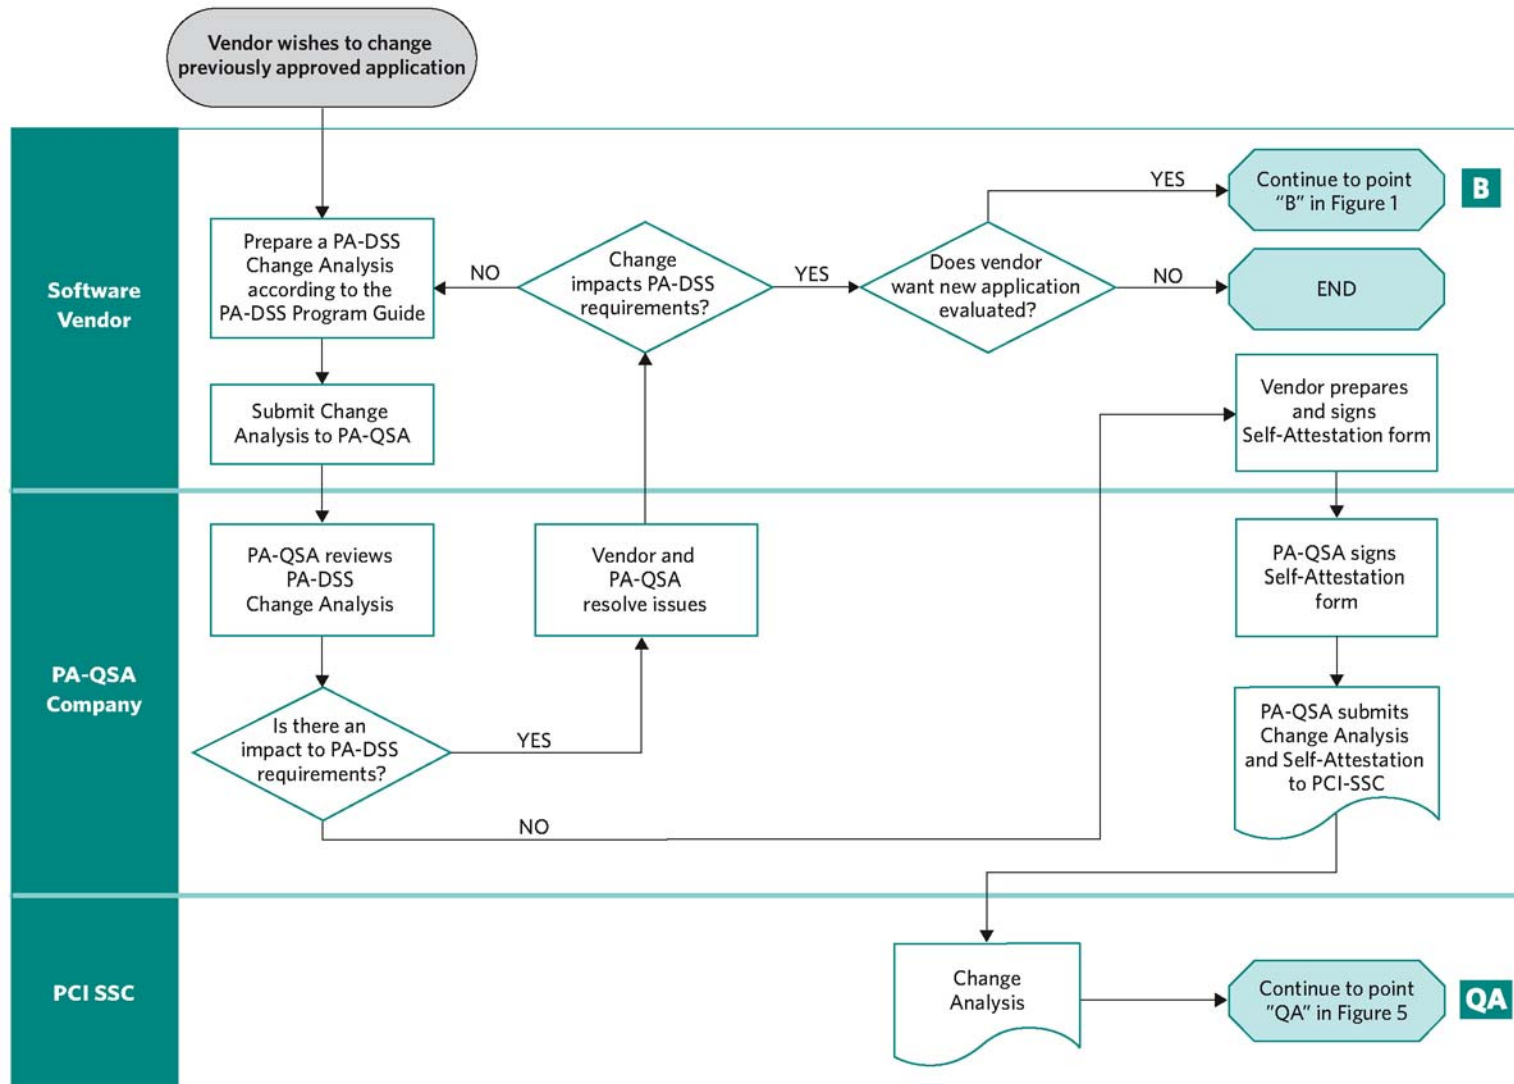 Vendor wishes to change
previously approved application
Software
Vendor
Prepare a PA-DSS
Change Analysis
according to the
PA-DSS Program Guide
NO
Change
impacts PA-DSS
requirements?
YES
Does vendor
want new application
evaluated?
YES
Continue to point
“B” in Figure 1
B
NO
END
Submit Change
Analysis to PA-QSA
Vendor prepares
and signs
Self-Attestation form
PA-QSA
Company
PA-QSA reviews
PA-DSS
Change Analysis
Vendor and
PA-QSA
resolve issues
PA-QSA signs
Self-Attestation
form
Is there an
impact to PA-DSS
requirements?
YES
NO
PA-QSA submits
Change Analysis
and Self-Attestation
to PCI-SSC
PCI SSC
Change
Analysis
Continue to point
"QA" in Figure 5
QA